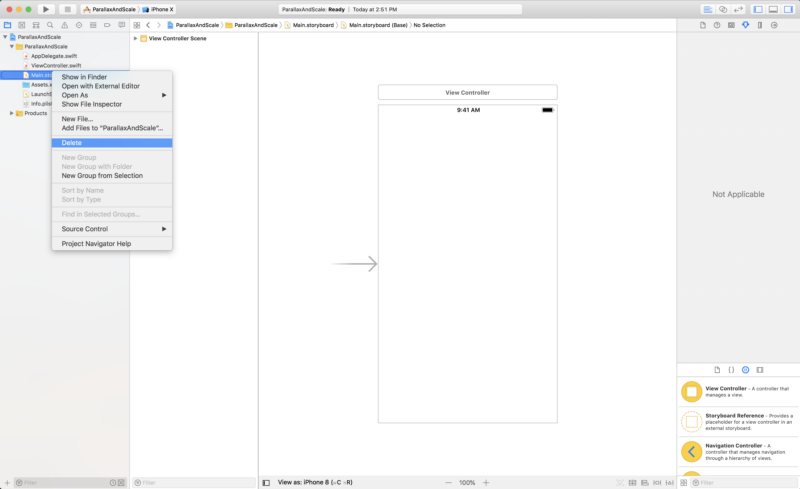 ParallaxAndScale
iPhone X
ParallaxAndScale: Ready
Today at 2:51 PM
ParallaxAndScale
ParallaxAndScale
Main.storyboard
Main.storyboard (Base)
No Selection
ParallaxAndScale
ParallaxAndScale
AppDelegate.swift
ViewController.swift
Main.sto
Assets.x
LaunchS
Info.plis
Products
Show in Finder
Open with External Editor
Open As
Show File Inspector
New File...
Add Files to "ParallaxAndScale"...
Delete
New Group
New Group with Folder
New Group from Selection
Sort by Name
Sort by Type
Find in Selected Groups...
Source Control
Project Navigator Help
View Controller Scene
View Controller
9:41 AM
Not Applicable
View Controller - A controller that
manages a view.
Storyboard Reference - Provides a
placeholder for a view controller in an
external storyboard.
Navigation Controller - A
controller that manages navigation
through a hierarchy of views.
Filter
Filter
View as: iPhone 8 (wC hR)
100%
Filter